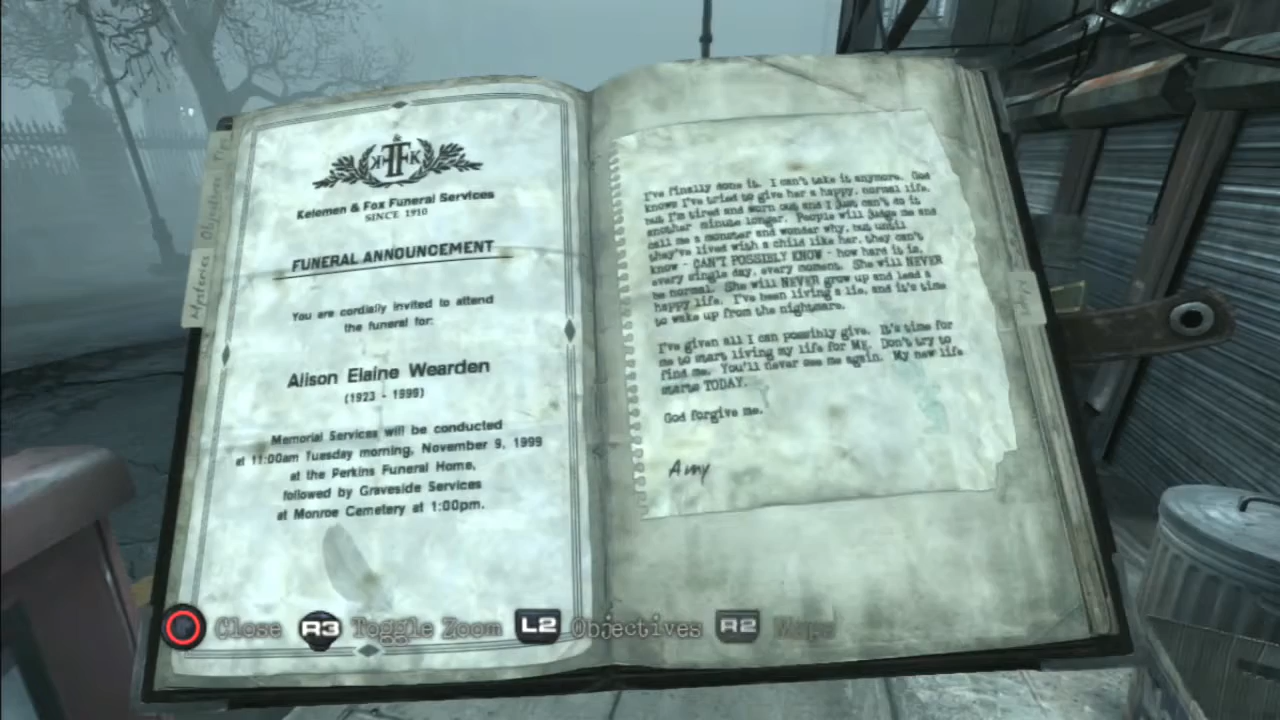 K F K
Kelemen & Fox Funeral Services
SINCE 1910
FUNERAL ANNOUNCEMENT
You are cordially invited to attend
the funeral for:
Alison Elaine Wearden
(1923 - 1999)
Memorial Services will be conducted
at 11:00am Tuesday morning, November 9, 1999
at the Perkins Funeral Home,
followed by Graveside Services
at Monroe Cemetery at 1:00pm.
Objectives
Mysteries
I've finally done it. I can't take it anymore. God
knows I've tried to give her a happy, normal life,
but I'm tired and worn out and I just can't do it
another minute longer. People will judge me and
call me a monster and wonder why, but until
they've lived with a child like her, they can't
know - CAN'T POSSIBLY KNOW - how hard it is,
every single day, every moment. She will NEVER
be normal. She will NEVER grow up and lead a
happy life. I've been living a lie, and it's time
to wake up from the nightmare.
I've given all I can possibly give. It's time for
me to start living my life for ME. Don't try to
find me. You'll never see me again. My new life
starts TODAY.
God forgive me.
Amy
Close R3 Toggle Zoom L2 Objectives R2 Maps